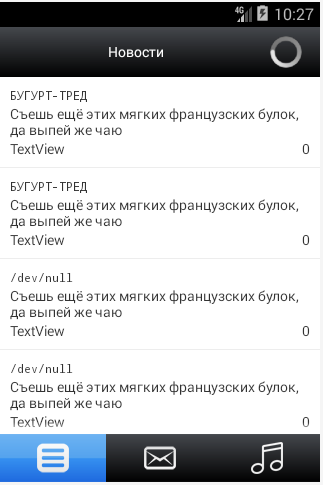 4G 10:27
Новости
БУГУРТ-ТРЕД
Съешь ещё этих мягких французских булок,
да выпей же чаю
TextView 0
БУГУРТ-ТРЕД
Съешь ещё этих мягких французских булок,
да выпей же чаю
TextView 0
/dev/null
Съешь ещё этих мягких французских булок,
да выпей же чаю
TextView 0
/dev/null
Съешь ещё этих мягких французских булок,
да выпей же чаю
TextView 0